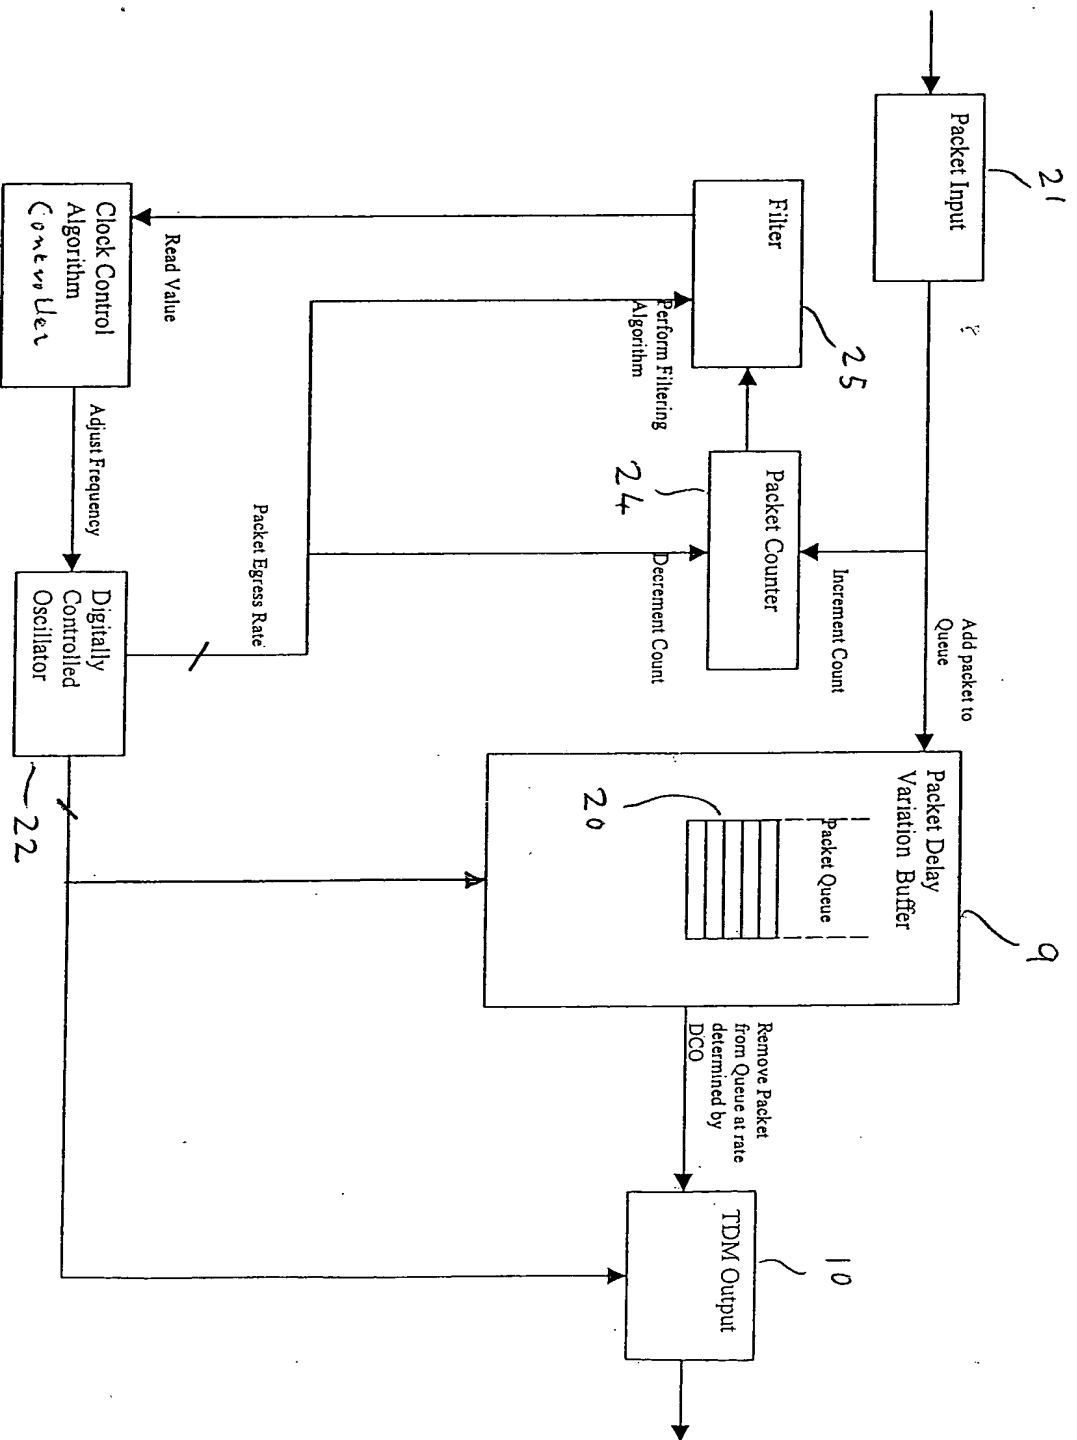 21
Packet Input
Add packet to
Queue
Increment Count
Packet Counter
24
Decrement Count
Filter
25
Perform Filtering
Algorithm
Read Value
Clock Control
Algorithm
Controller
Adjust Frequency
Digitally
Controlled
Oscillator
22
Packet Egress Rate
Packet Delay
Variation Buffer
9
Packet Queue
20
Remove Packet
from Queue at rate
determined by
DCO
TDM Output
10